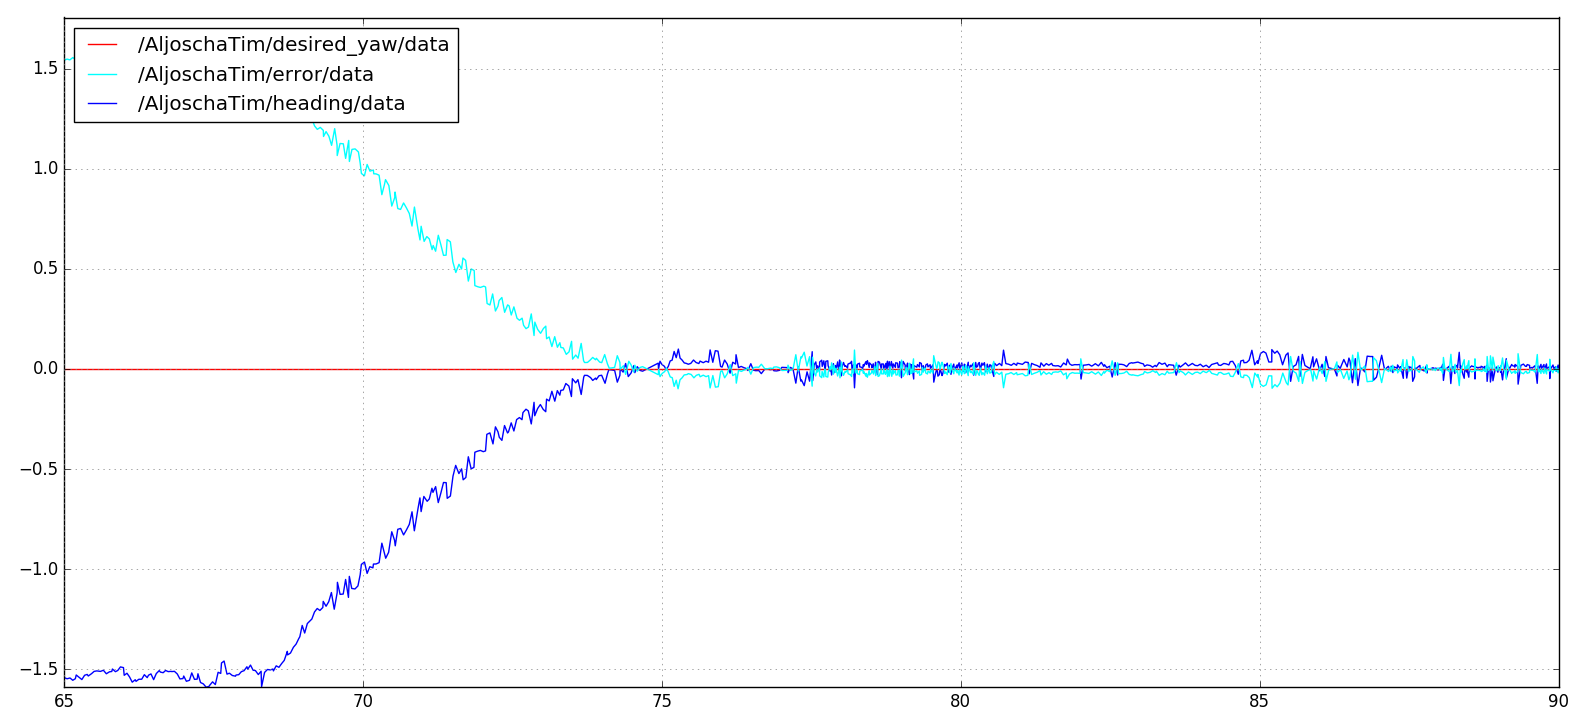 /AljoschaTim/desired_yaw/data
/AljoschaTim/error/data
/AljoschaTim/heading/data
1.5
1.0
0.5
0.0
−0.5
−1.0
−1.5
65 70 75 80 85 90